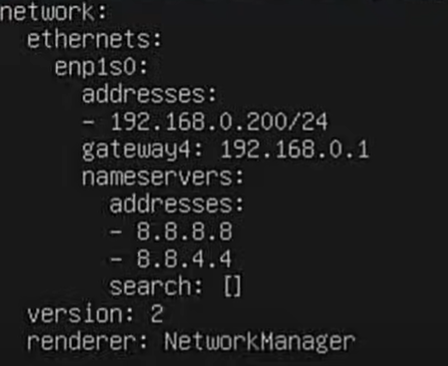 network:
  ethernets:
    enp1s0:
      addresses:
      - 192.168.0.200/24
      gateway4: 192.168.0.1
      nameservers:
        addresses:
        - 8.8.8.8
        - 8.8.4.4
        search: []
  version: 2
  renderer: NetworkManager